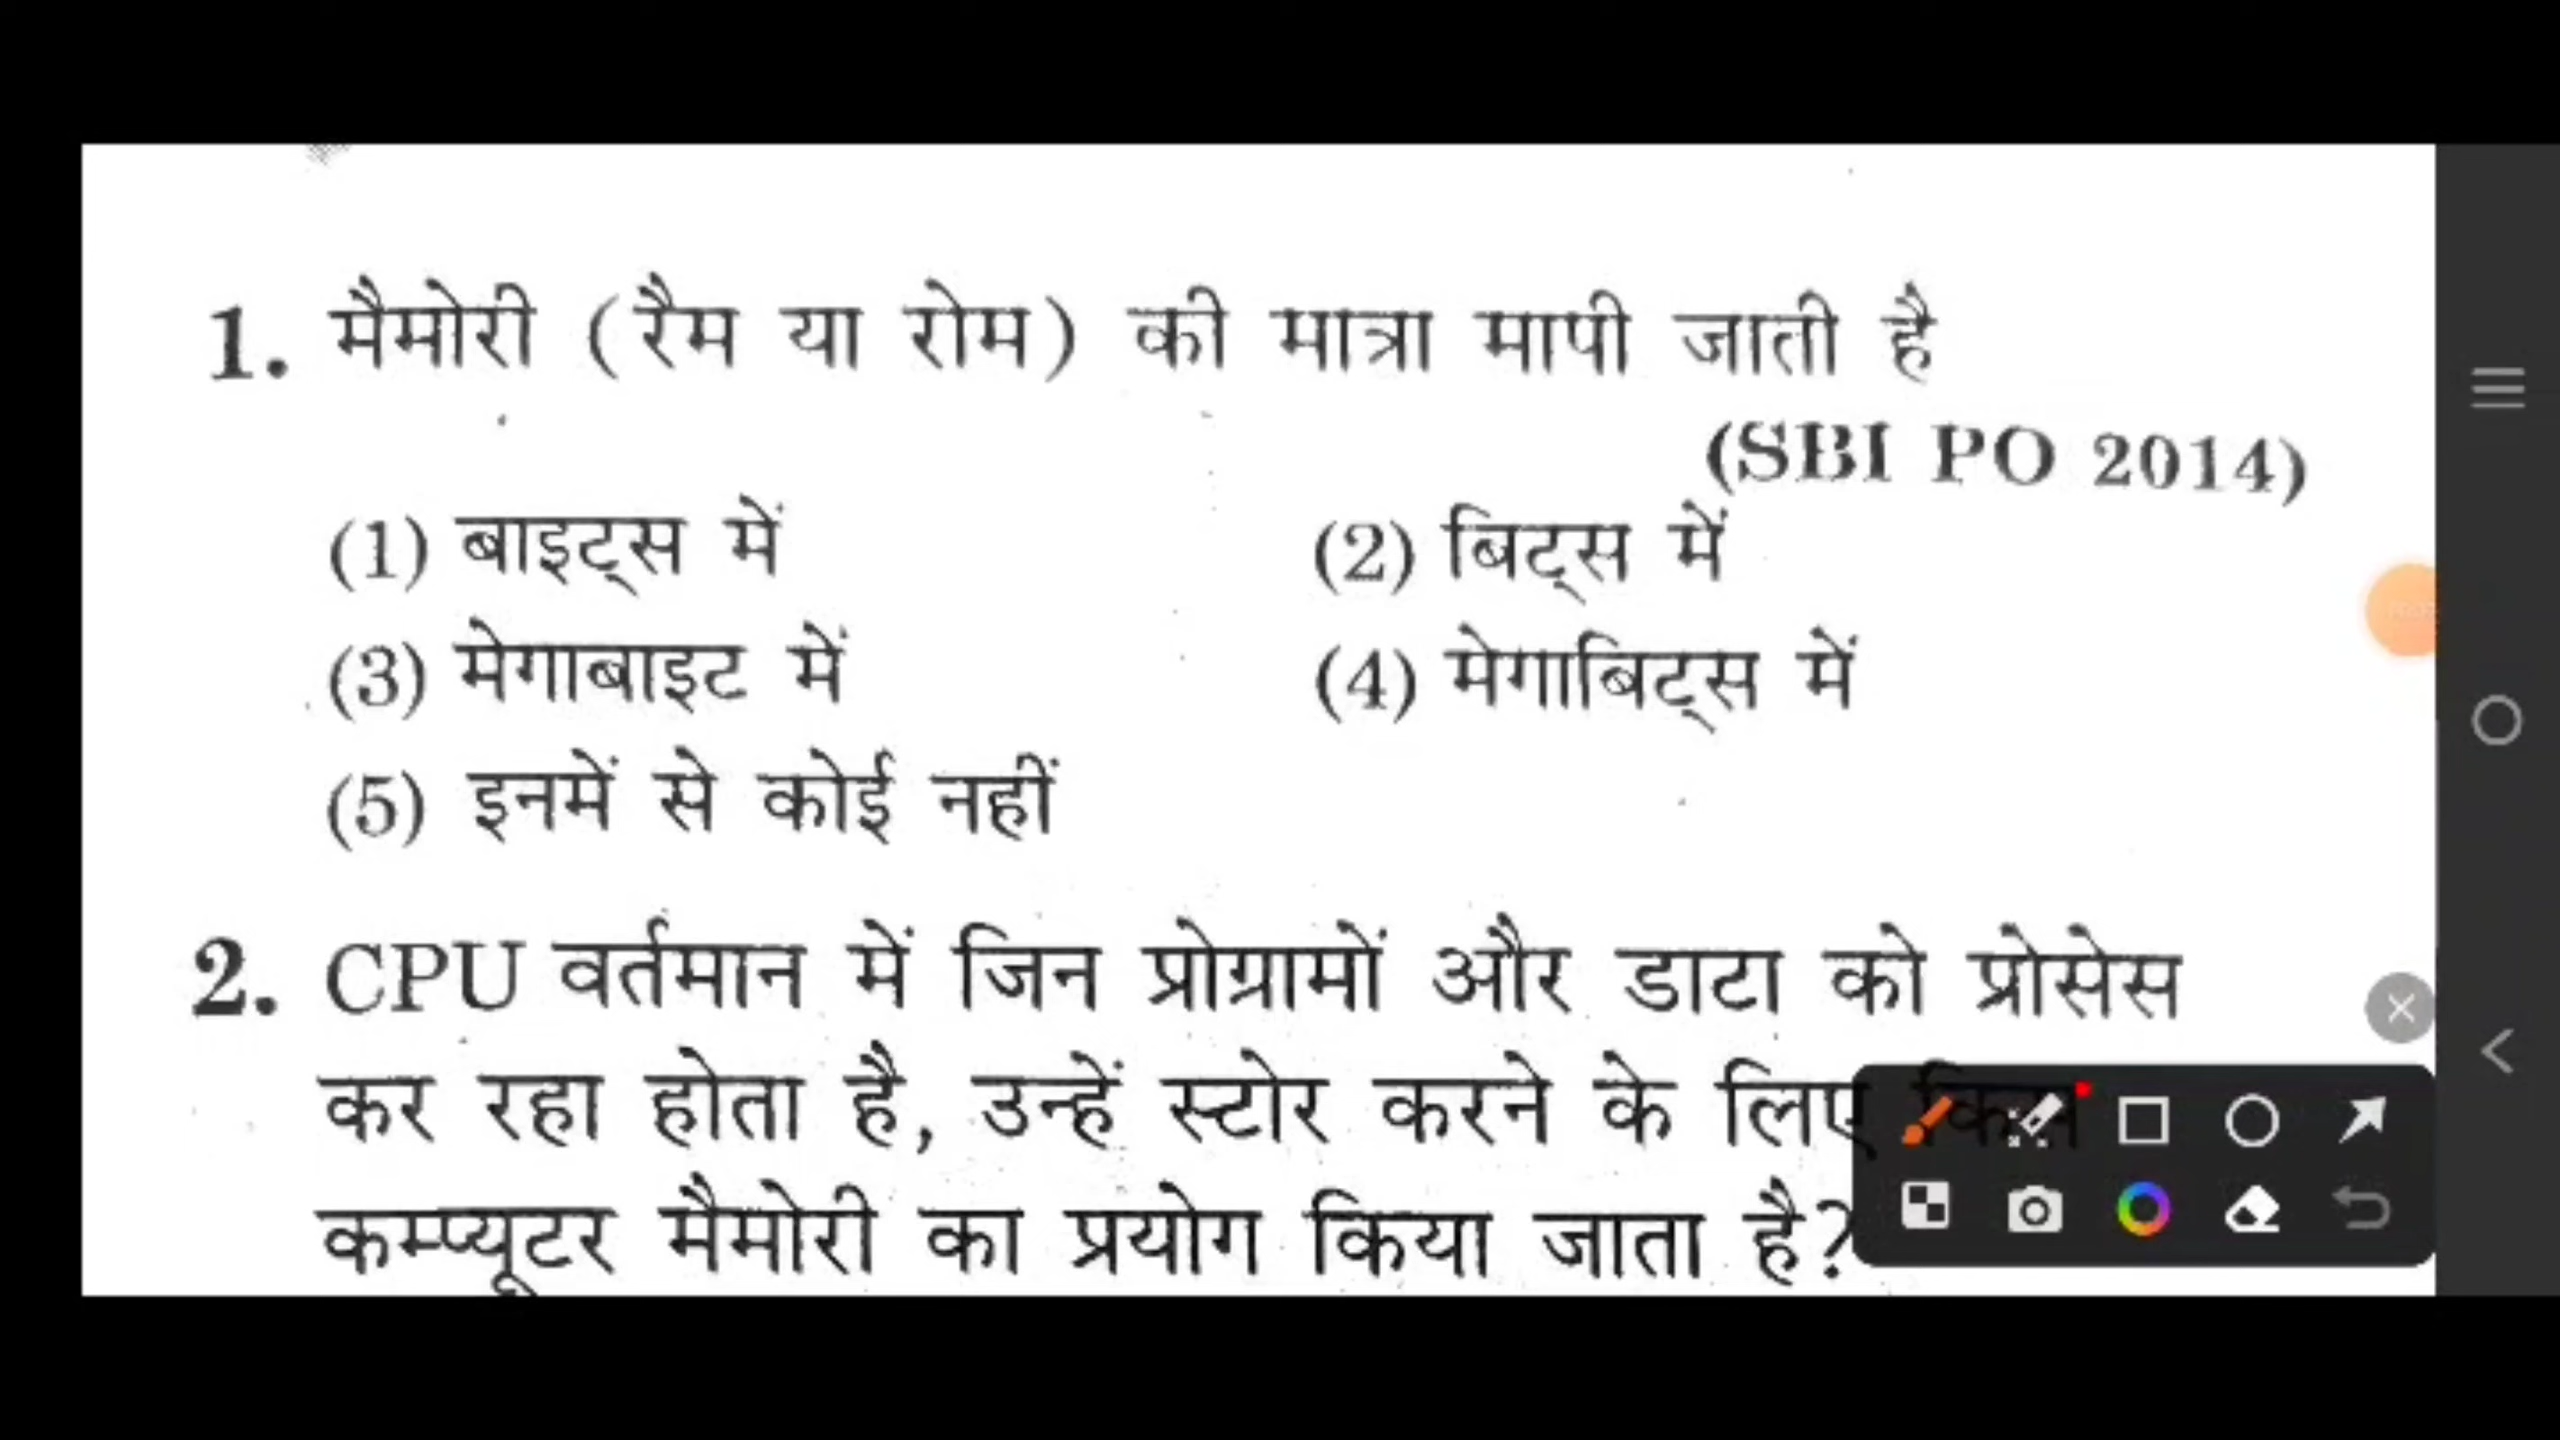 1. मैमोरी (रैम या रोम) की मात्रा मापी जाती है
(SBI PO 2014)
(1) बाइट्स में (2) बिट्स में
(3) मेगाबाइट में (4) मेगाबिट्स में
(5) इनमें से कोई नहीं
2. CPU वर्तमान में जिन प्रोग्रामों और डाटा को प्रोसेस
कर रहा होता है, उन्हें स्टोर करने के लिए किस
कम्प्यूटर मैमोरी का प्रयोग किया जाता है?